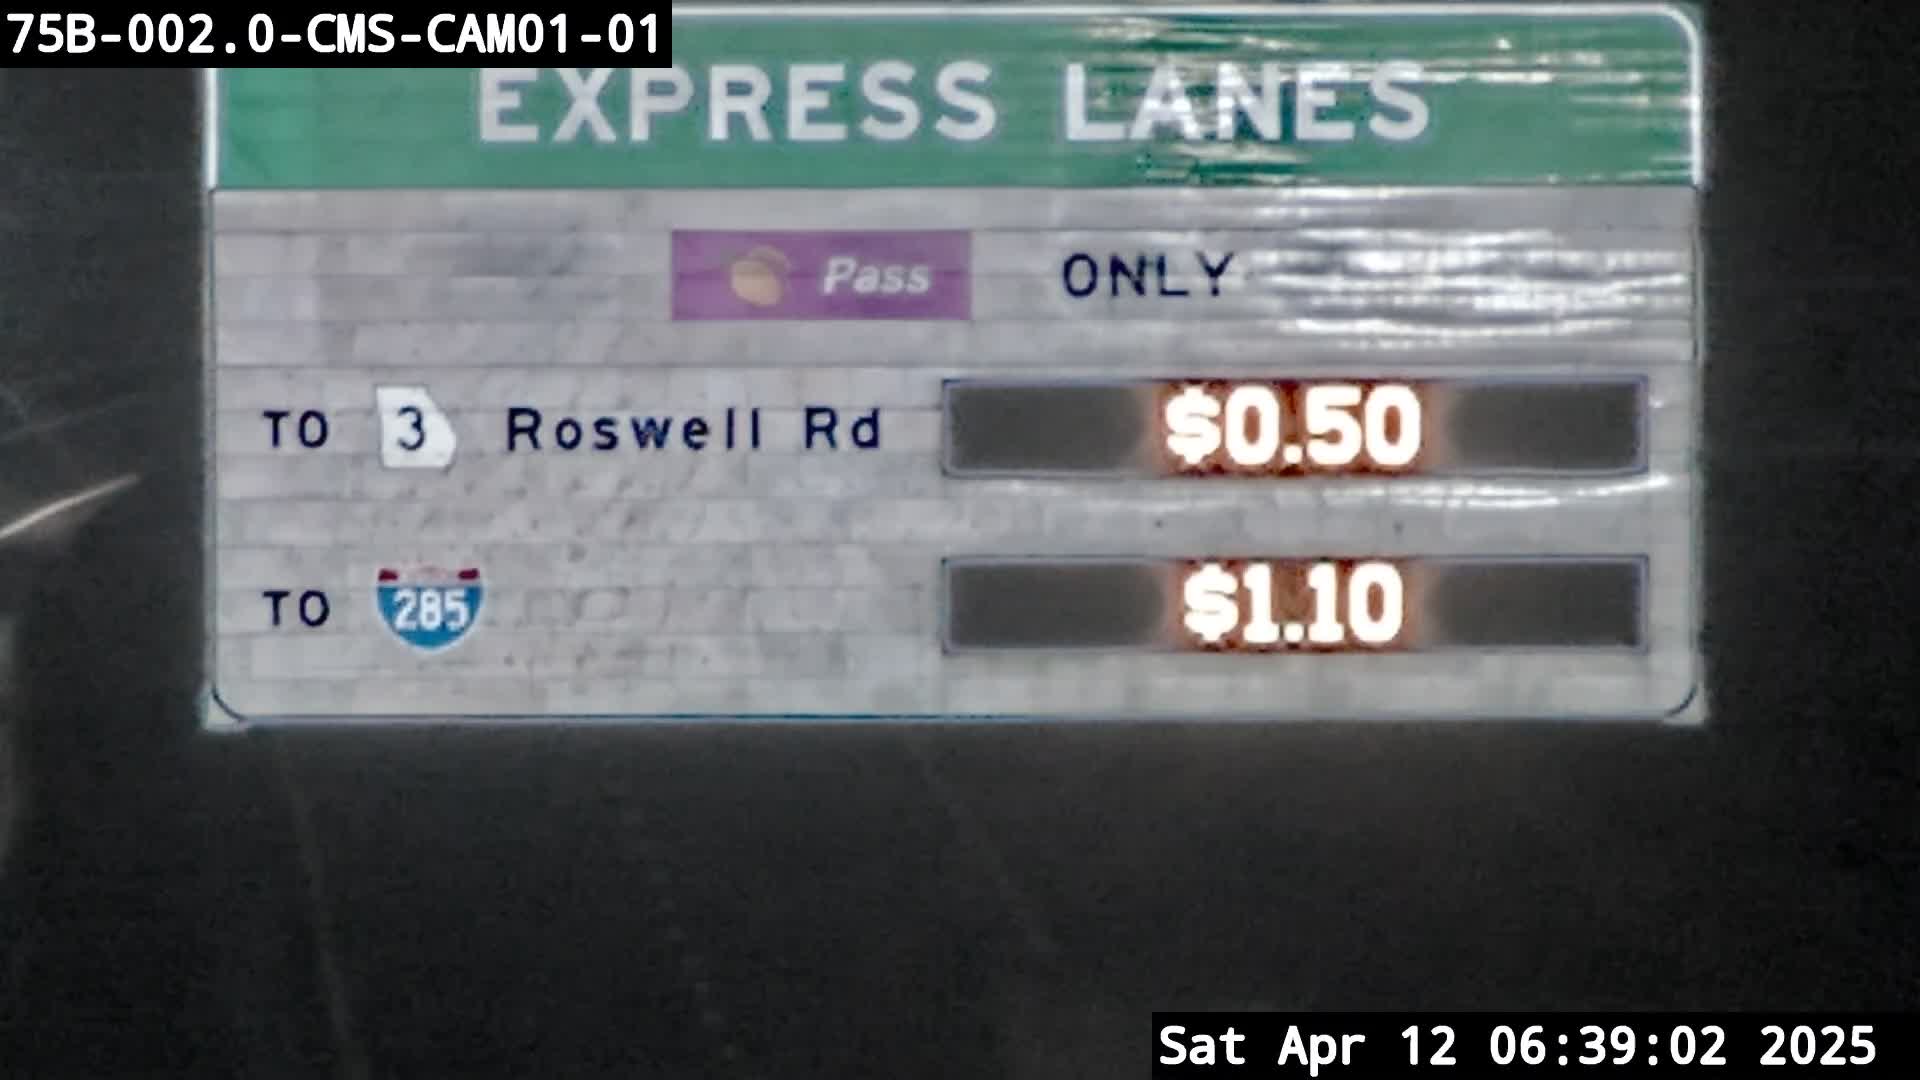 75B-002.0-CMS-CAM01-01
EXPRESS LANES
Pass ONLY
TO 3 Roswell Rd $0.50
TO 285 $1.10
Sat Apr 12 06:39:02 2025